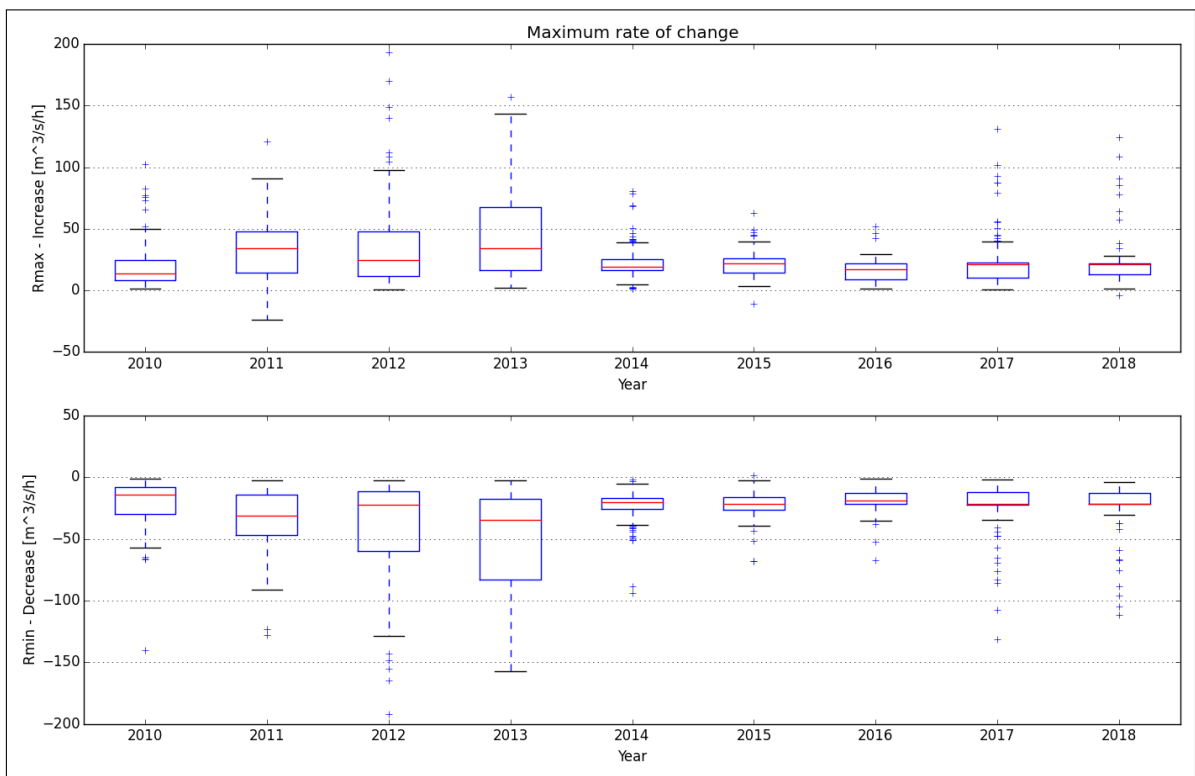 Maximum rate of change
Rmax - Increase [m^3/s/h]
200
150
100
50
0
−50
2010 2011 2012 2013 2014 2015 2016 2017 2018
Year
Rmin - Decrease [m^3/s/h]
50
0
−50
−100
−150
−200
2010 2011 2012 2013 2014 2015 2016 2017 2018
Year